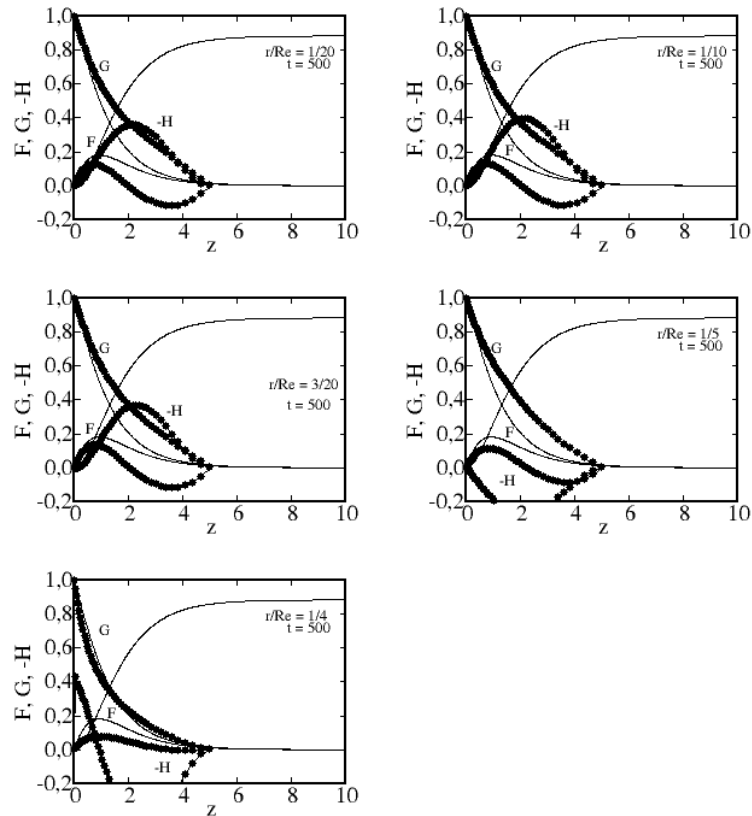 1,0
0,8
0,6
0,4
0,2
0,0
-0,2
F, G, -H
G
F
-H
r/Re = 1/20
t = 500
0 2 4 6 8 10
z
1,0
0,8
0,6
0,4
0,2
0,0
-0,2
F, G, -H
G
F
-H
r/Re = 1/10
t = 500
0 2 4 6 8 10
z
1,0
0,8
0,6
0,4
0,2
0,0
-0,2
F, G, -H
G
F
-H
r/Re = 3/20
t = 500
0 2 4 6 8 10
z
1,0
0,8
0,6
0,4
0,2
0,0
-0,2
F, G, -H
G
F
-H
r/Re = 1/5
t = 500
0 2 4 6 8 10
z
1,0
0,8
0,6
0,4
0,2
0,0
-0,2
F, G, -H
G
F
-H
r/Re = 1/4
t = 500
0 2 4 6 8 10
z